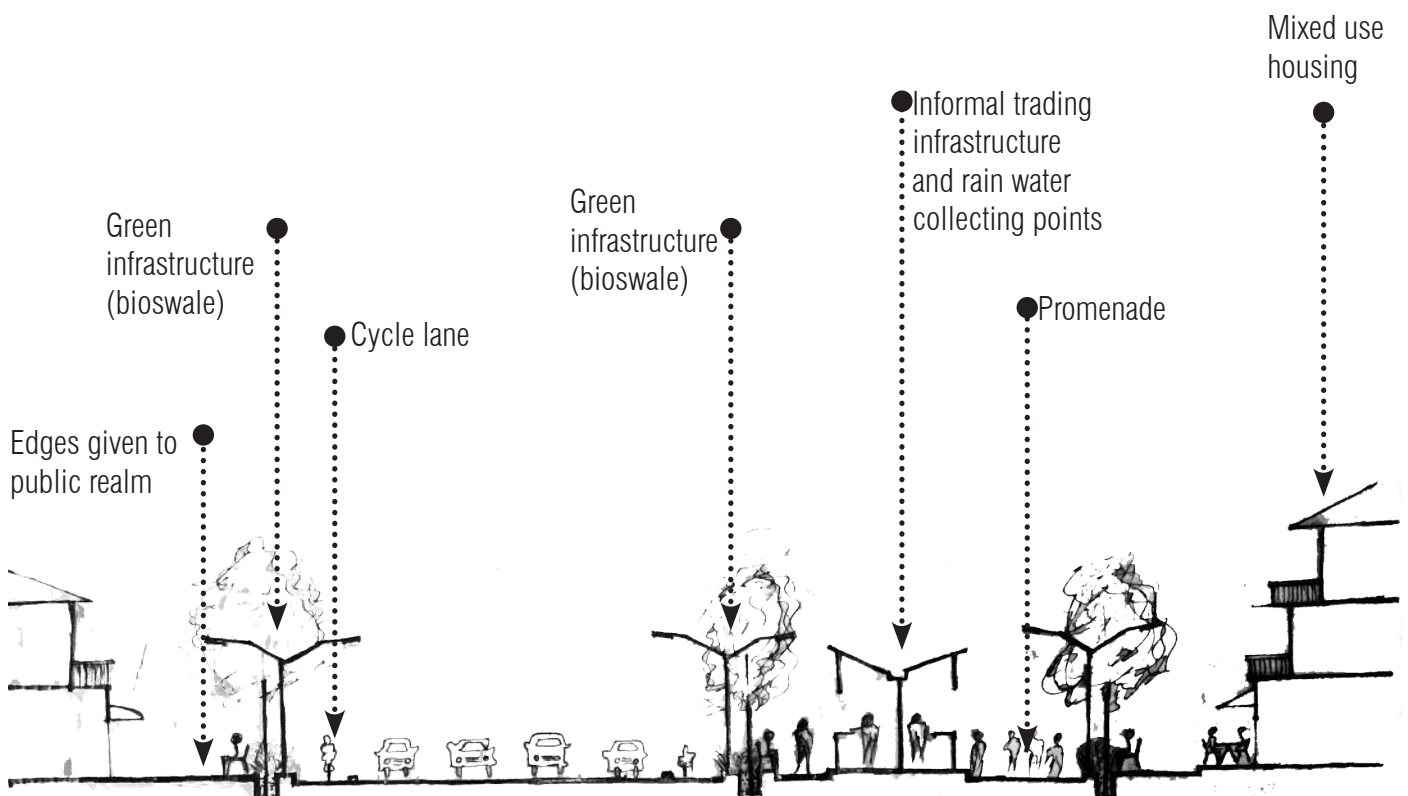 Mixed use
housing
Informal trading
infrastructure
and rain water
collecting points
Green
infrastructure
(bioswale)
Green
infrastructure
(bioswale)
Promenade
Cycle lane
Edges given to
public realm